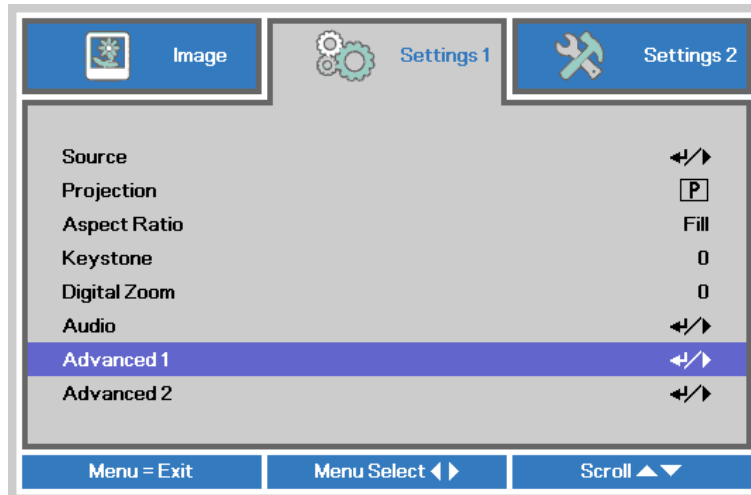 Image Settings 1 Settings 2
Source ↵/▶
Projection P
Aspect Ratio Fill
Keystone 0
Digital Zoom 0
Audio ↵/▶
Advanced 1 ↵/▶
Advanced 2 ↵/▶
Menu = Exit Menu Select ◀ ▶ Scroll ▲▼